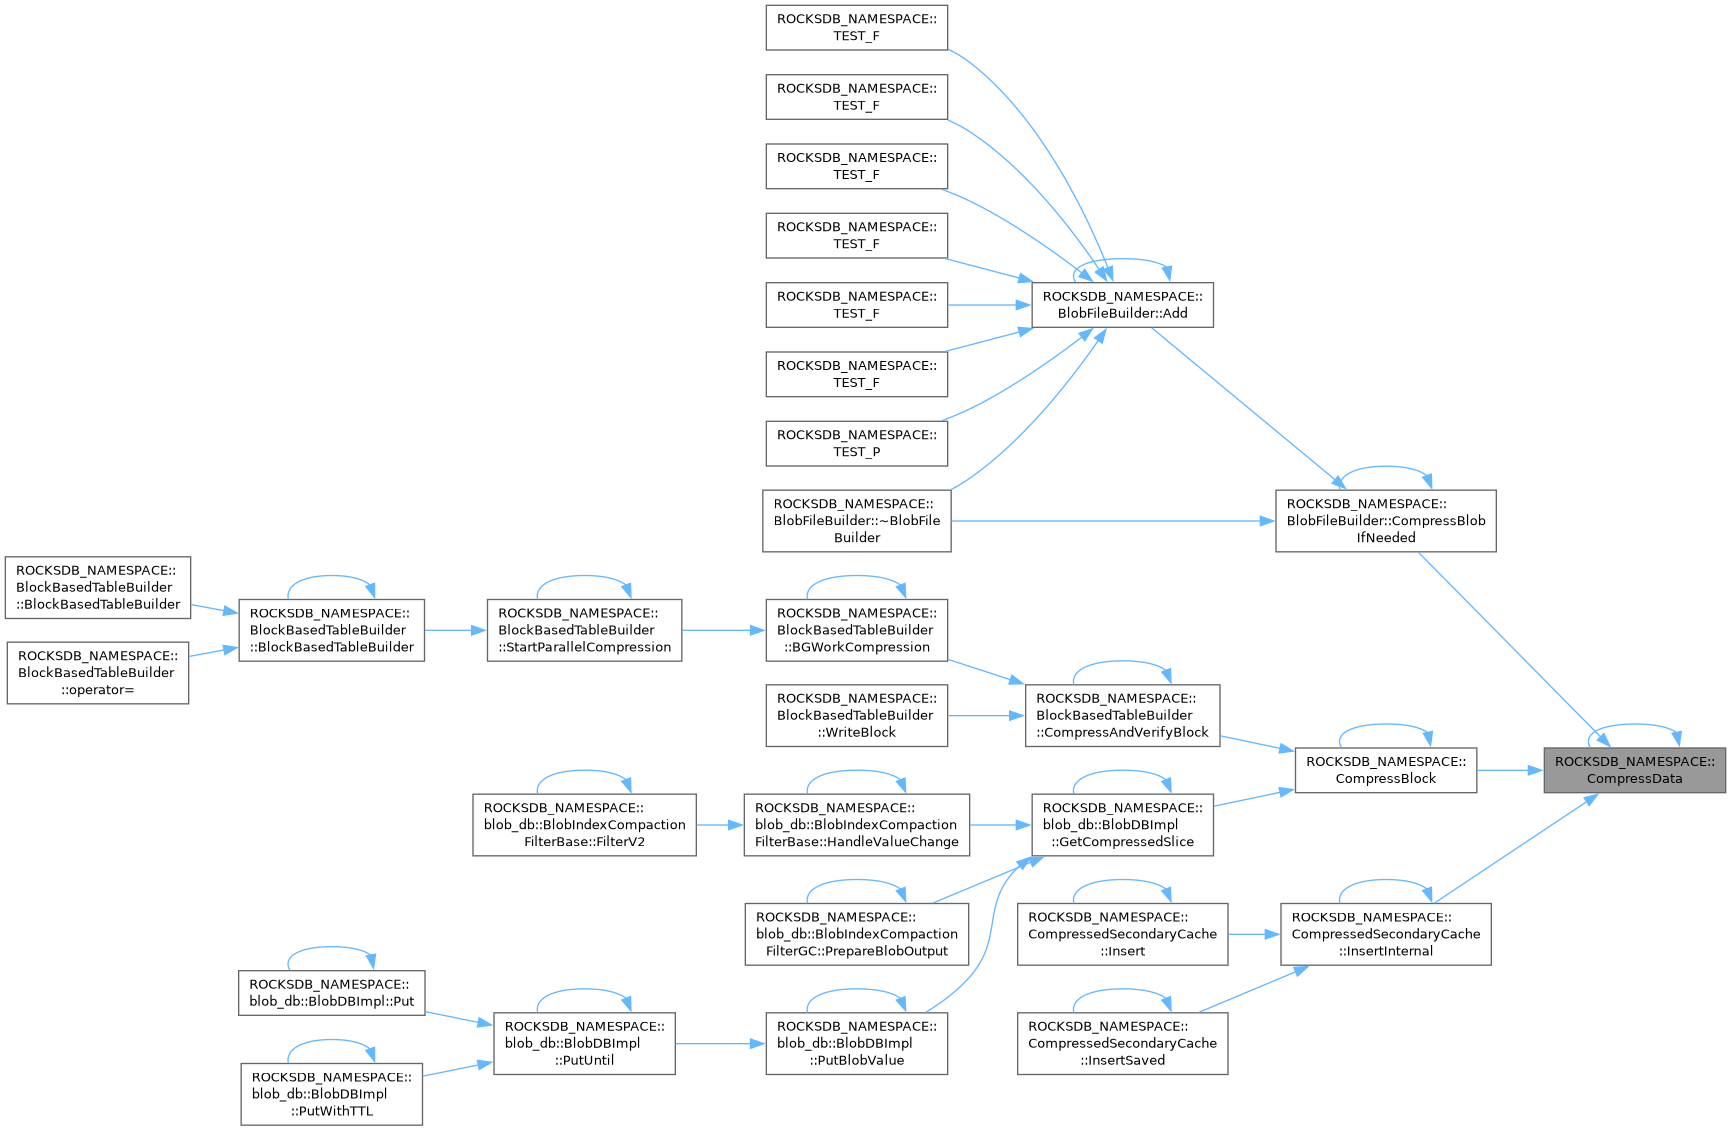 ROCKSDB_NAMESPACE::
TEST_F
ROCKSDB_NAMESPACE::
TEST_F
ROCKSDB_NAMESPACE::
TEST_F
ROCKSDB_NAMESPACE::
TEST_F
ROCKSDB_NAMESPACE::
BlobFileBuilder::Add
ROCKSDB_NAMESPACE::
TEST_F
ROCKSDB_NAMESPACE::
TEST_F
ROCKSDB_NAMESPACE::
TEST_P
ROCKSDB_NAMESPACE::
BlobFileBuilder::~BlobFile
Builder
ROCKSDB_NAMESPACE::
BlobFileBuilder::CompressBlob
IfNeeded
ROCKSDB_NAMESPACE::
BlockBasedTableBuilder
::BlockBasedTableBuilder
ROCKSDB_NAMESPACE::
BlockBasedTableBuilder
::operator=
ROCKSDB_NAMESPACE::
BlockBasedTableBuilder
::BlockBasedTableBuilder
ROCKSDB_NAMESPACE::
BlockBasedTableBuilder
::StartParallelCompression
ROCKSDB_NAMESPACE::
BlockBasedTableBuilder
::BGWorkCompression
ROCKSDB_NAMESPACE::
BlockBasedTableBuilder
::WriteBlock
ROCKSDB_NAMESPACE::
BlockBasedTableBuilder
::CompressAndVerifyBlock
ROCKSDB_NAMESPACE::
CompressBlock
ROCKSDB_NAMESPACE::
CompressData
ROCKSDB_NAMESPACE::
blob_db::BlobIndexCompaction
FilterBase::FilterV2
ROCKSDB_NAMESPACE::
blob_db::BlobIndexCompaction
FilterBase::HandleValueChange
ROCKSDB_NAMESPACE::
blob_db::BlobDBImpl
::GetCompressedSlice
ROCKSDB_NAMESPACE::
blob_db::BlobIndexCompaction
FilterGC::PrepareBlobOutput
ROCKSDB_NAMESPACE::
CompressedSecondaryCache
::Insert
ROCKSDB_NAMESPACE::
CompressedSecondaryCache
::InsertInternal
ROCKSDB_NAMESPACE::
blob_db::BlobDBImpl::Put
ROCKSDB_NAMESPACE::
blob_db::BlobDBImpl
::PutWithTTL
ROCKSDB_NAMESPACE::
blob_db::BlobDBImpl
::PutUntil
ROCKSDB_NAMESPACE::
blob_db::BlobDBImpl
::PutBlobValue
ROCKSDB_NAMESPACE::
CompressedSecondaryCache
::InsertSaved